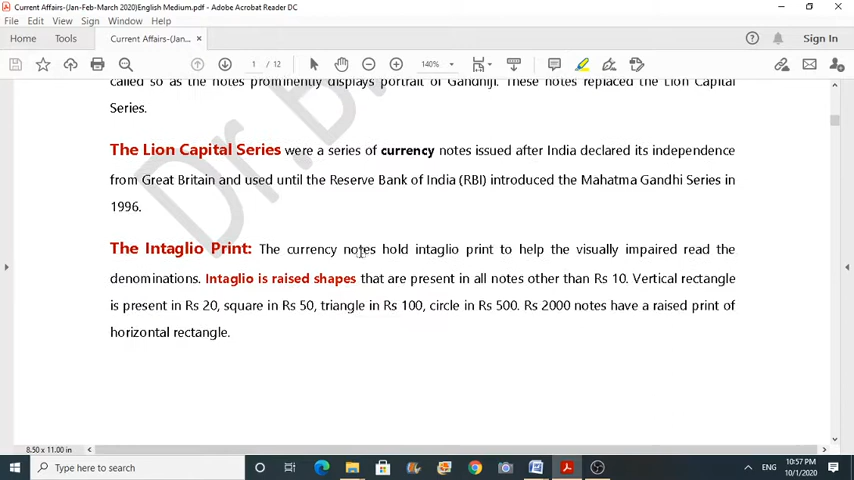 Current Affairs-(Jan-Feb-March 2020)English Medium.pdf - Adobe Acrobat Reader DC
File Edit View Sign Window Help
Home Tools Current Affairs-(Jan-... × Sign In
1 / 12 140%
called so as the notes prominently displays portrait of Gandhiji. These notes replaced the Lion Capital
Series.
The Lion Capital Series were a series of currency notes issued after India declared its independence
from Great Britain and used until the Reserve Bank of India (RBI) introduced the Mahatma Gandhi Series in
1996.
The Intaglio Print: The currency notes hold intaglio print to help the visually impaired read the
denominations. Intaglio is raised shapes that are present in all notes other than Rs 10. Vertical rectangle
is present in Rs 20, square in Rs 50, triangle in Rs 100, circle in Rs 500. Rs 2000 notes have a raised print of
horizontal rectangle.
Dr.B.
8.50 x 11.00 in
Type here to search
ENG
10:57 PM
10/1/2020